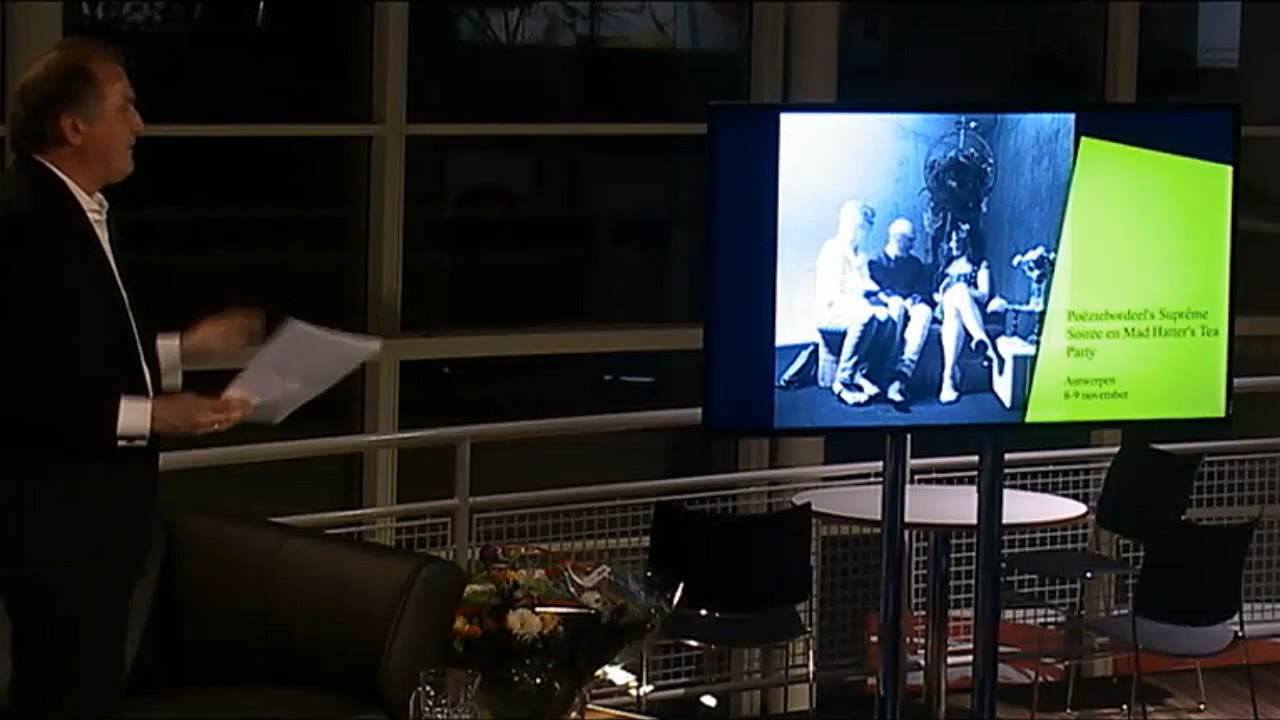 Poëziebordeel's Suprême
Soirée en Mad Hatter's Tea
Party
Antwerpen
8-9 november